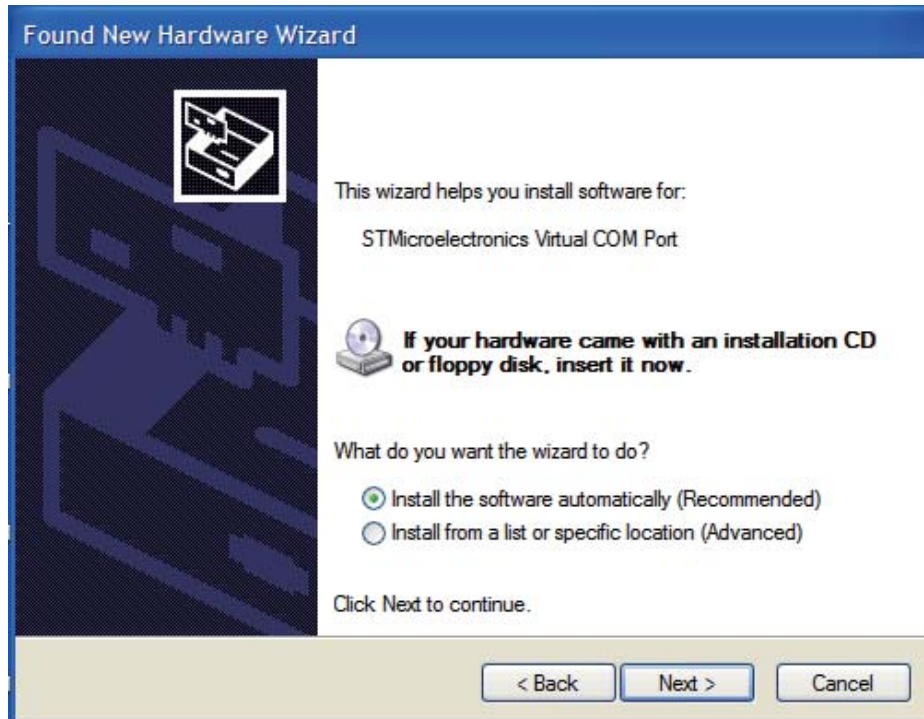 Found New Hardware Wizard
This wizard helps you install software for:
STMicroelectronics Virtual COM Port
If your hardware came with an installation CD
or floppy disk, insert it now.
What do you want the wizard to do?
Install the software automatically (Recommended)
Install from a list or specific location (Advanced)
Click Next to continue.
< Back Next > Cancel